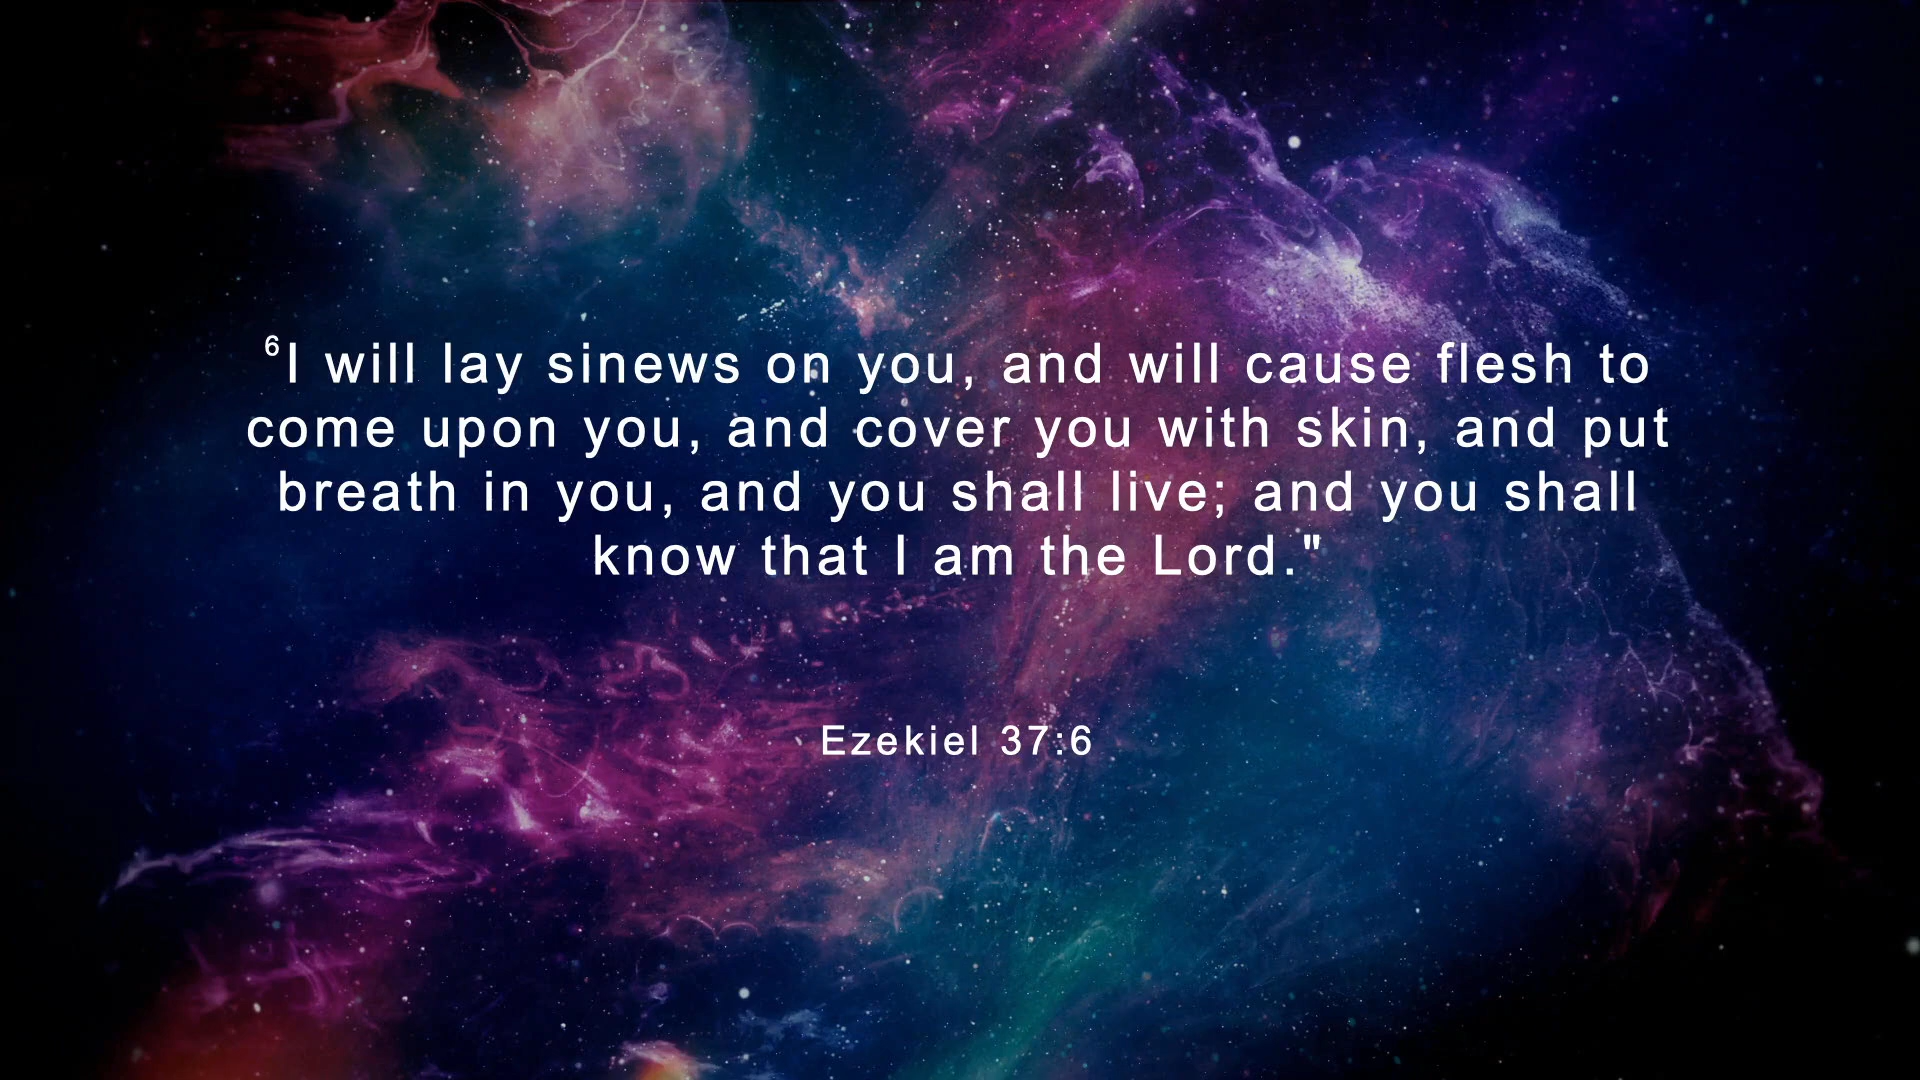 ⁶I will lay sinews on you, and will cause flesh to
come upon you, and cover you with skin, and put
breath in you, and you shall live; and you shall
know that I am the Lord."
Ezekiel 37:6